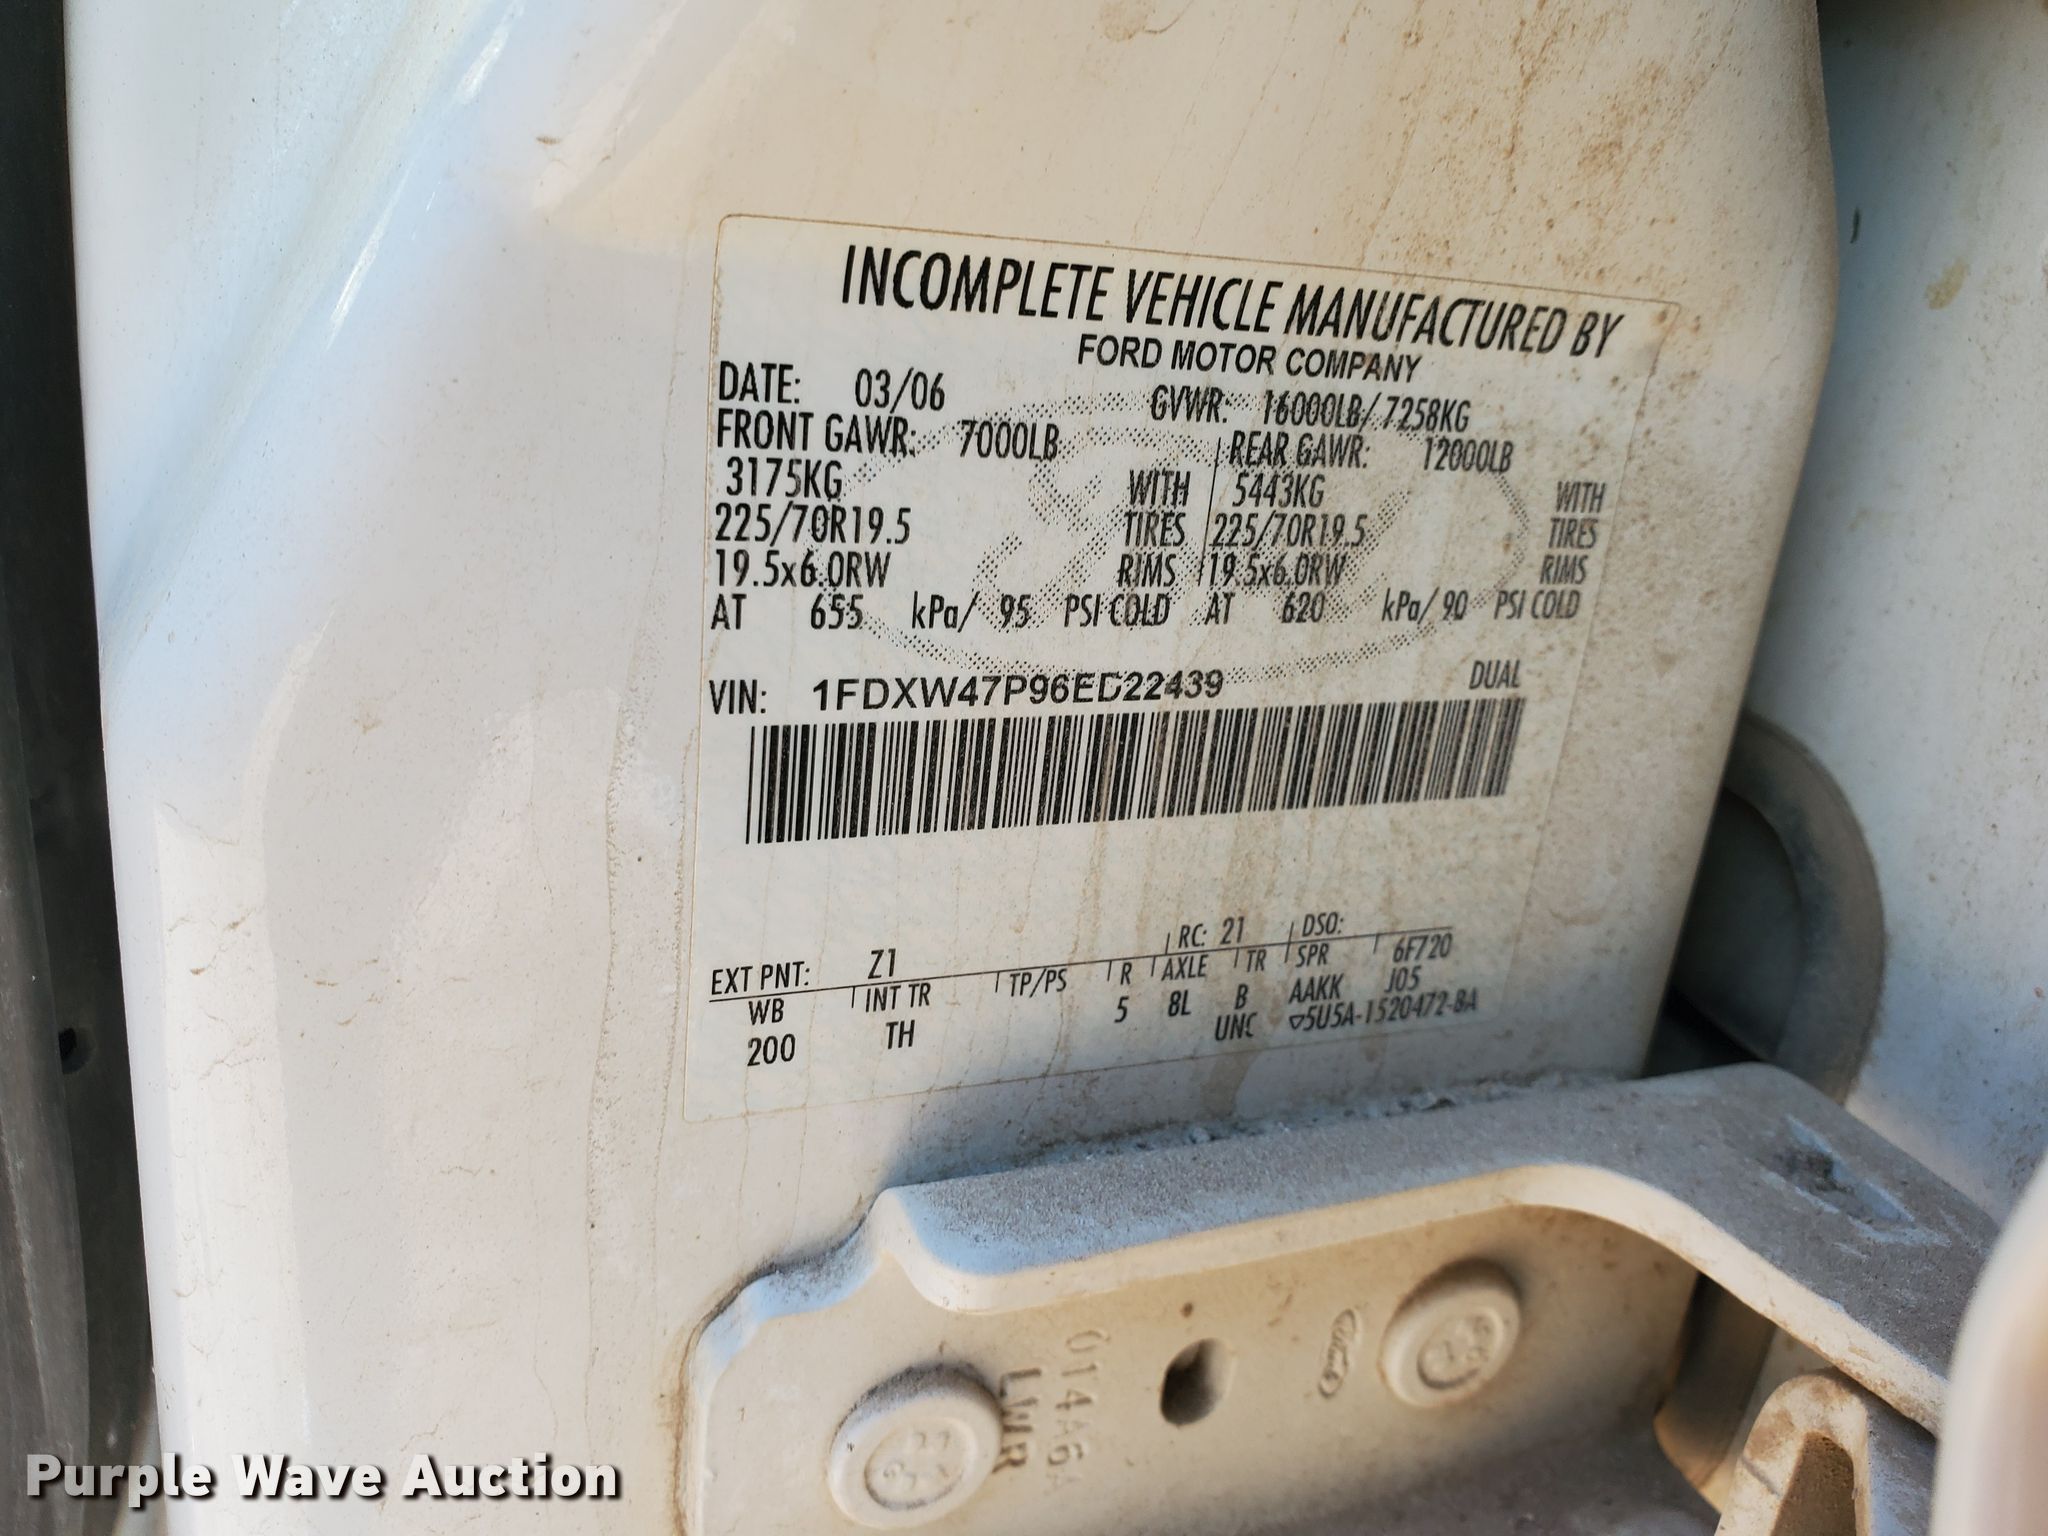 INCOMPLETE VEHICLE MANUFACTURED BY
FORD MOTOR COMPANY
DATE: 03/06 GVWR: 16000LB/ 7258KG
FRONT GAWR: 7000LB REAR GAWR: 12000LB
3175KG WITH 5443KG WITH
225/70R19.5 TIRES 225/70R19.5 TIRES
19.5x6.0RW RIMS 19.5x6.0RW RIMS
AT 655 kPa/ 95 PSI COLD AT 620 kPa/ 90 PSI COLD
VIN: 1FDXW47P96ED22439 DUAL
EXT PNT: Z1 RC: 21 DSO:
WB INT TR TP/PS R AXLE TR SPR 6F720
200 TH 5 8L B AAKK J05
UNC ▽5U5A-1520472-BA
014A6
LWR
Ford
Purple Wave Auction